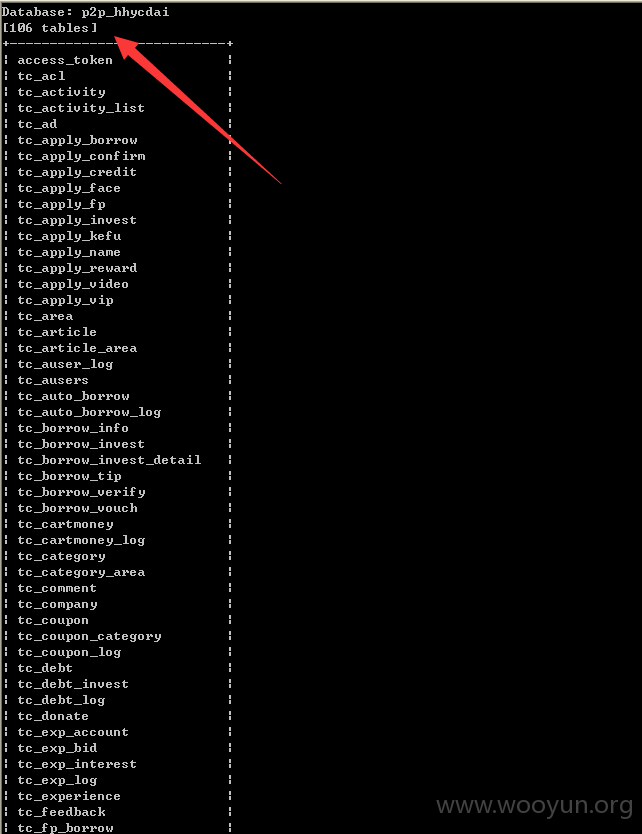 Database: p2p_hhycdai
[106 tables]
+---------------------------+
¦ access_token ¦
¦ tc_acl ¦
¦ tc_activity ¦
¦ tc_activity_list ¦
¦ tc_ad ¦
¦ tc_apply_borrow ¦
¦ tc_apply_confirm ¦
¦ tc_apply_credit ¦
¦ tc_apply_face ¦
¦ tc_apply_fp ¦
¦ tc_apply_invest ¦
¦ tc_apply_kefu ¦
¦ tc_apply_name ¦
¦ tc_apply_reward ¦
¦ tc_apply_video ¦
¦ tc_apply_vip ¦
¦ tc_area ¦
¦ tc_article ¦
¦ tc_article_area ¦
¦ tc_auser_log ¦
¦ tc_ausers ¦
¦ tc_auto_borrow ¦
¦ tc_auto_borrow_log ¦
¦ tc_borrow_info ¦
¦ tc_borrow_invest ¦
¦ tc_borrow_invest_detail ¦
¦ tc_borrow_tip ¦
¦ tc_borrow_verify ¦
¦ tc_borrow_vouch ¦
¦ tc_cartmoney ¦
¦ tc_cartmoney_log ¦
¦ tc_category ¦
¦ tc_category_area ¦
¦ tc_comment ¦
¦ tc_company ¦
¦ tc_coupon ¦
¦ tc_coupon_category ¦
¦ tc_coupon_log ¦
¦ tc_debt ¦
¦ tc_debt_invest ¦
¦ tc_debt_log ¦
¦ tc_donate ¦
¦ tc_exp_account ¦
¦ tc_exp_bid ¦
¦ tc_exp_interest ¦
¦ tc_exp_log ¦
¦ tc_experience ¦
¦ tc_feedback ¦
¦ tc_fp_borrow ¦
www.wooyun.org